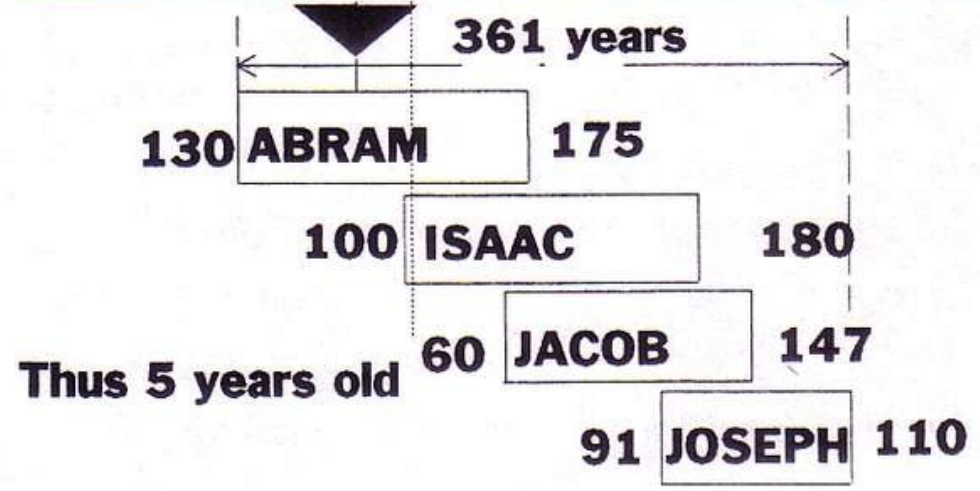 361 years
130 ABRAM 175
100 ISAAC 180
60 JACOB 147
Thus 5 years old
91 JOSEPH 110